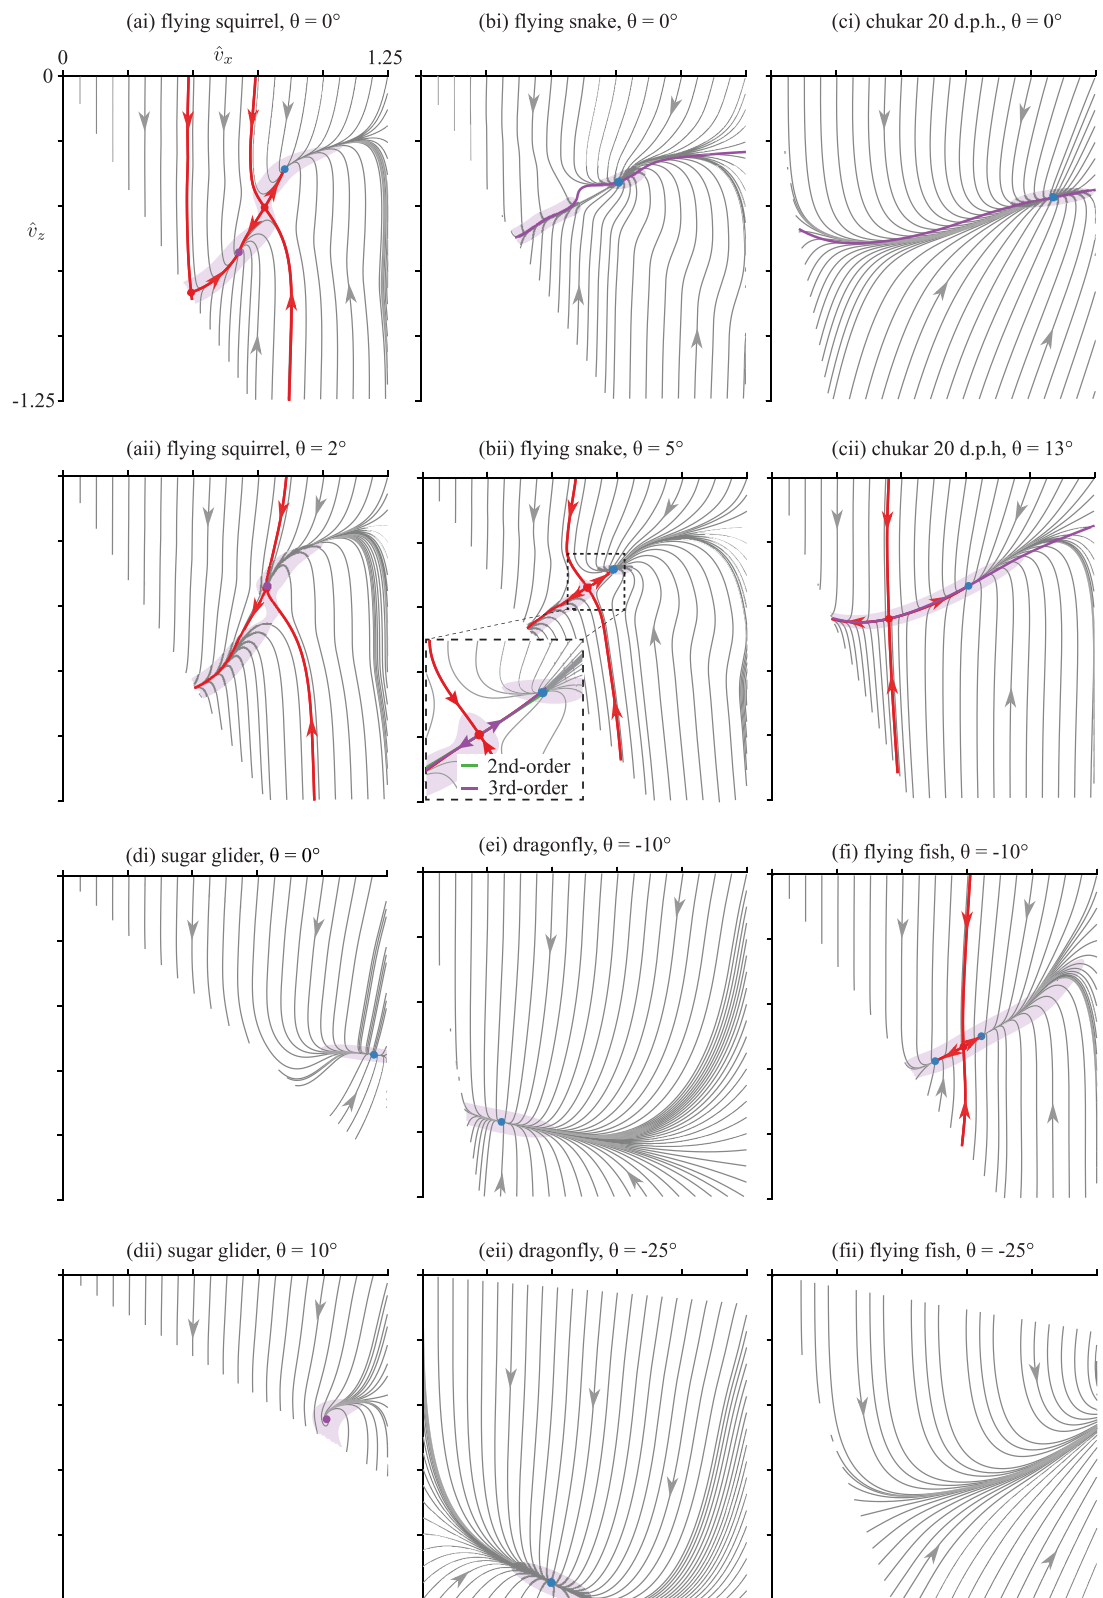 (ai) flying squirrel, θ = 0°
(bi) flying snake, θ = 0°
(ci) chukar 20 d.p.h., θ = 0°
0 v̂x 1.25
0
v̂z
-1.25
(aii) flying squirrel, θ = 2°
(bii) flying snake, θ = 5°
(cii) chukar 20 d.p.h, θ = 13°
2nd-order
3rd-order
(di) sugar glider, θ = 0°
(ei) dragonfly, θ = -10°
(fi) flying fish, θ = -10°
(dii) sugar glider, θ = 10°
(eii) dragonfly, θ = -25°
(fii) flying fish, θ = -25°